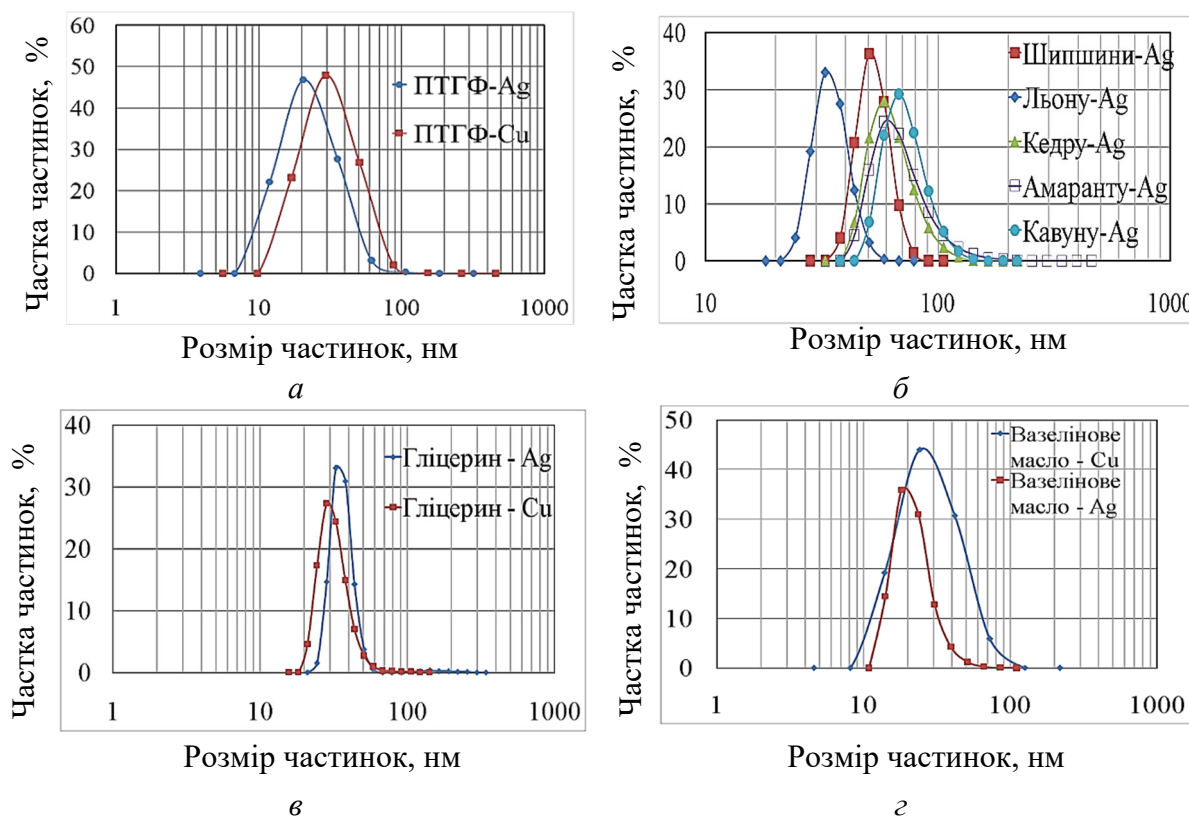 Частка частинок, %
60
50
40
30
20
10
0
ПТГФ-Ag
ПТГФ-Cu
1 10 100 1000
Розмір частинок, нм
а
Частка частинок, %
40
30
20
10
0
Шипшини-Ag
Льону-Ag
Кедру-Ag
Амаранту-Ag
Кавуну-Ag
10 100 1000
Розмір частинок, нм
б
Частка частинок, %
40
30
20
10
0
Гліцерин - Ag
Гліцерин - Cu
1 10 100 1000
Розмір частинок, нм
в
Частка частинок, %
50
40
30
20
10
0
Вазелінове
масло - Cu
Вазелінове
масло - Ag
1 10 100 1000
Розмір частинок, нм
г